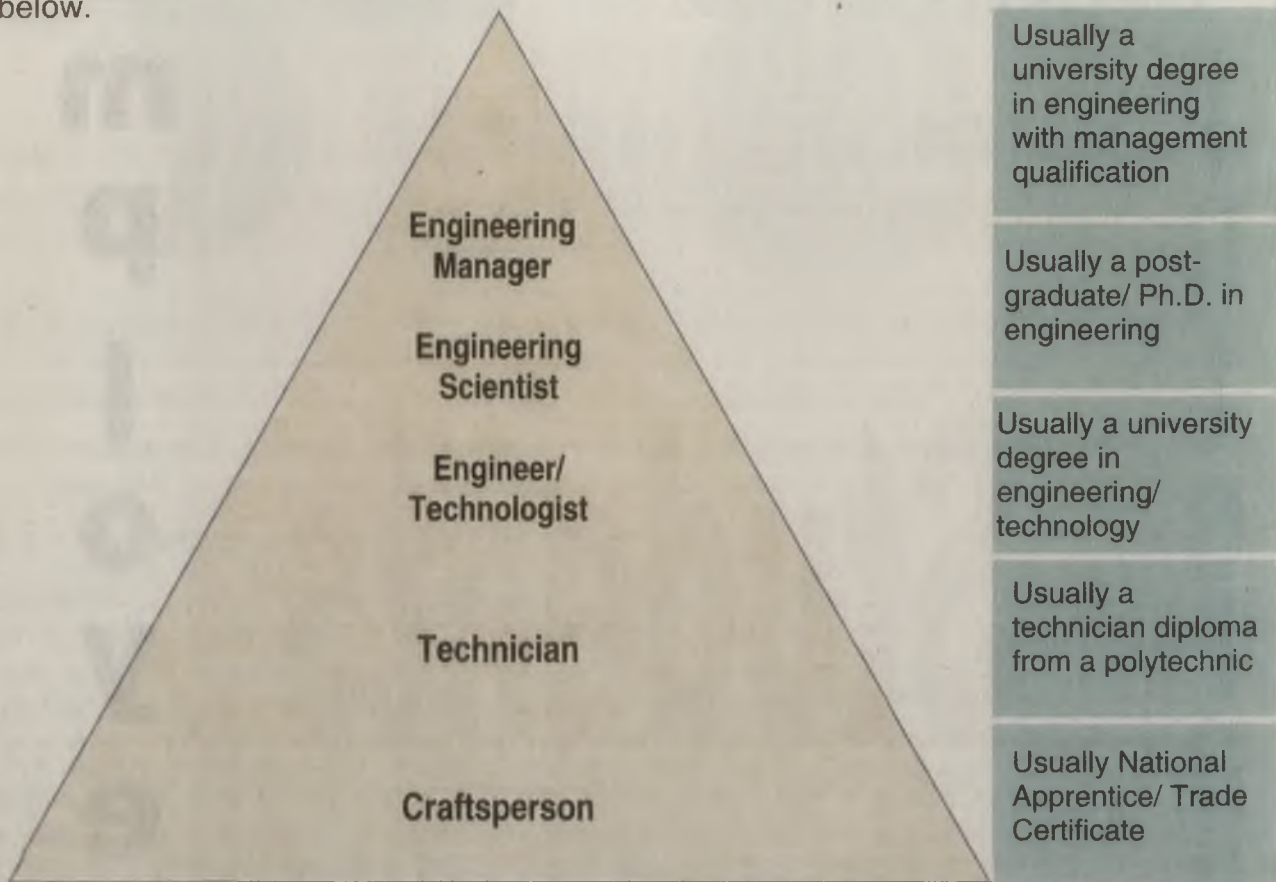 below.
Usually a
university degree
in engineering
with management
qualification
Engineering
Manager
Usually a post-
graduate/ Ph.D. in
engineering
Engineering
Scientist
Usually a university
degree in
engineering/
technology
Engineer/
Technologist
Usually a
technician diploma
from a polytechnic
Technician
Usually National
Apprentice/ Trade
Certificate
Craftsperson